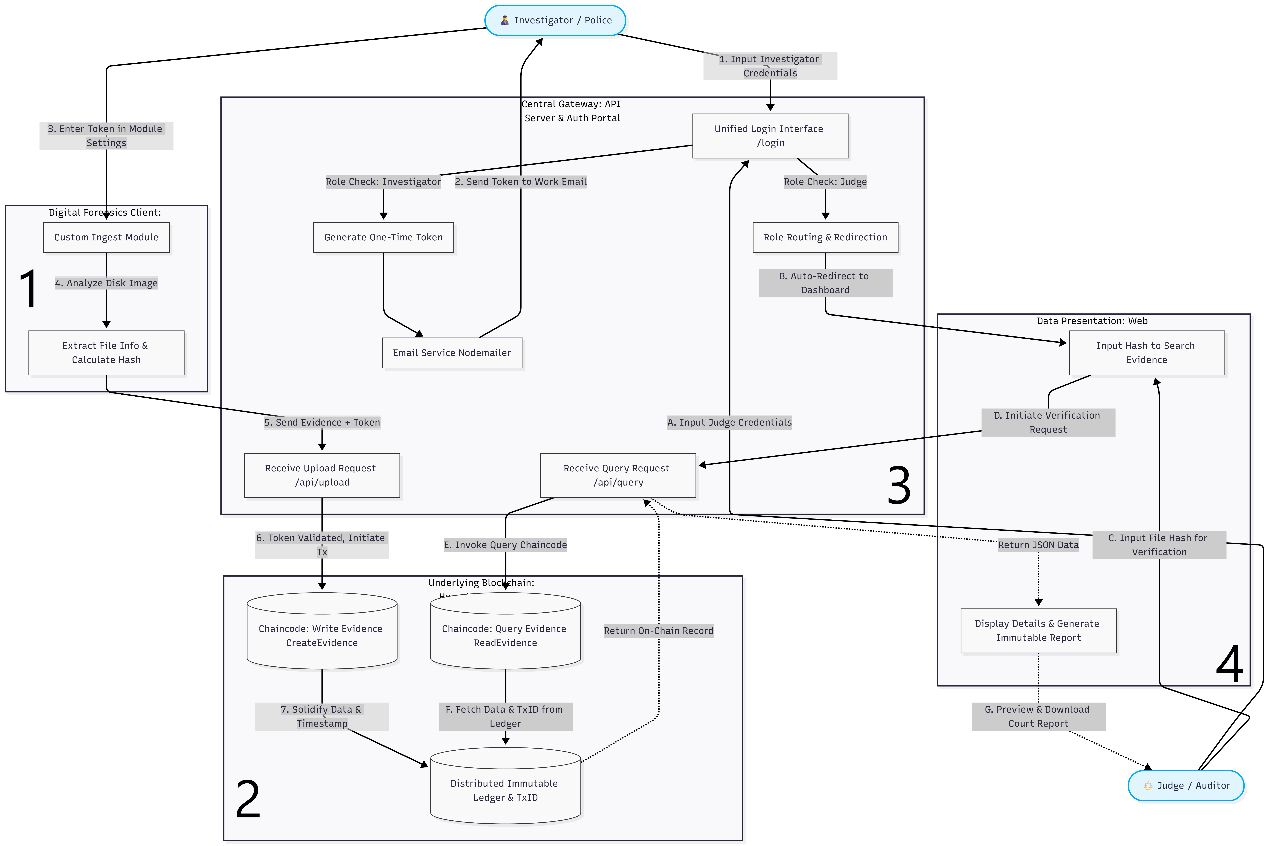 Investigator / Police
1. Input Investigator
Credentials
Central Gateway: API
Server & Auth Portal
Unified Login Interface
/login
3. Enter Token in Module
Settings
Role Check: Investigator
2. Send Token to Work Email
Role Check: Judge
Digital Forensics Client:
Custom Ingest Module
Generate One-Time Token
Role Routing & Redirection
1
4. Analyze Disk Image
B. Auto-Redirect to
Dashboard
Data Presentation: Web
Extract File Info &
Calculate Hash
Email Service Nodemailer
Input Hash to Search
Evidence
5. Send Evidence + Token
A. Input Judge Credentials
D. Initiate Verification
Request
Receive Upload Request
/api/upload
Receive Query Request
/api/query
3
6. Token Validated, Initiate
Tx
E. Invoke Query Chaincode
Return JSON Data
C. Input File Hash for
Verification
Underlying Blockchain:
Chaincode: Write Evidence
CreateEvidence
Chaincode: Query Evidence
ReadEvidence
Return On-Chain Record
Display Details & Generate
Immutable Report
4
7. Solidify Data &
Timestamp
F. Fetch Data & TxID from
Ledger
G. Preview & Download
Court Report
2
Distributed Immutable
Ledger & TxID
Judge / Auditor